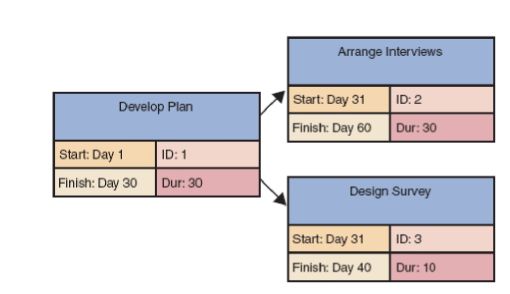 Develop Plan
Start: Day 1 ID: 1
Finish: Day 30 Dur: 30
Arrange Interviews
Start: Day 31 ID: 2
Finish: Day 60 Dur: 30
Design Survey
Start: Day 31 ID: 3
Finish: Day 40 Dur: 10